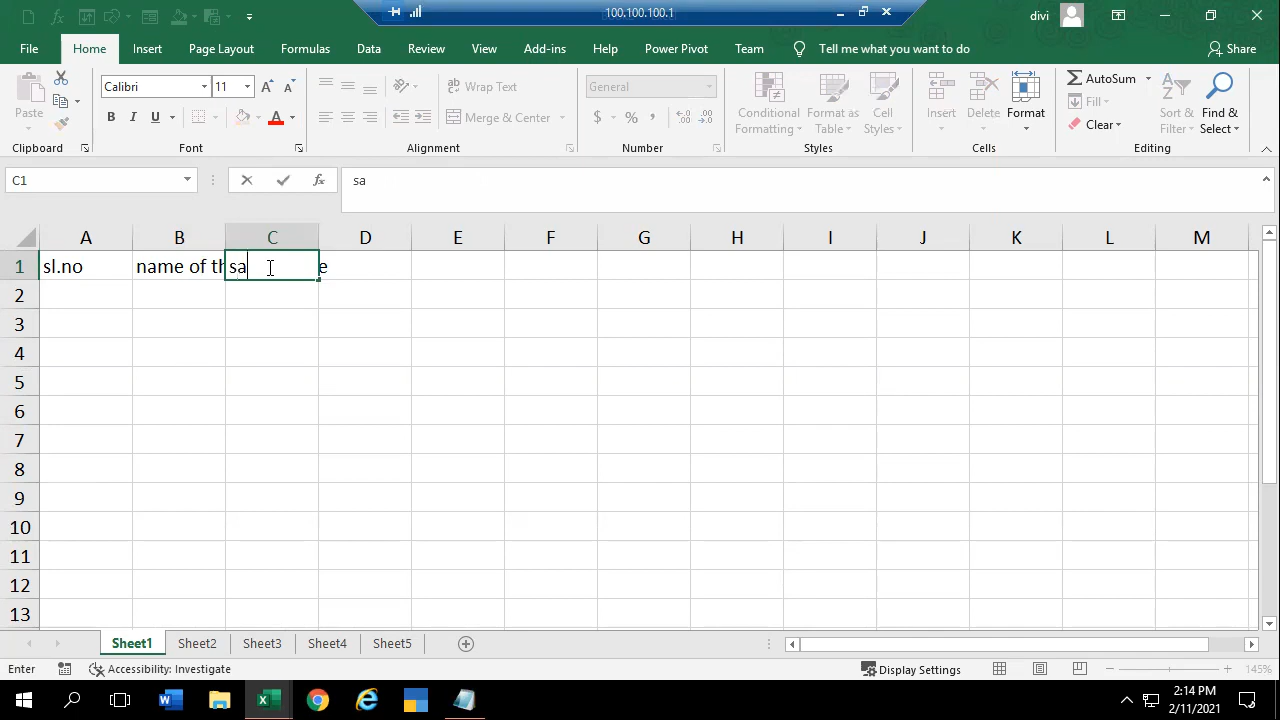 100.100.100.1
divi
File Home Insert Page Layout Formulas Data Review View Add-ins Help Power Pivot Team Tell me what you want to do Share
Paste
Clipboard
Calibri 11
B I U
Font
Wrap Text
Merge & Center
Alignment
General
$ % ,
Number
Conditional Formatting
Format as Table
Cell Styles
Styles
Insert Delete Format
Cells
AutoSum
Fill
Clear
Sort & Filter
Find & Select
Editing
C1 fx sa
A B C D E F G H I J K L M
1 sl.no name of th sa e
2
3
4
5
6
7
8
9
10
11
12
13
Sheet1 Sheet2 Sheet3 Sheet4 Sheet5
Enter Accessibility: Investigate Display Settings 145%
2:14 PM
2/11/2021